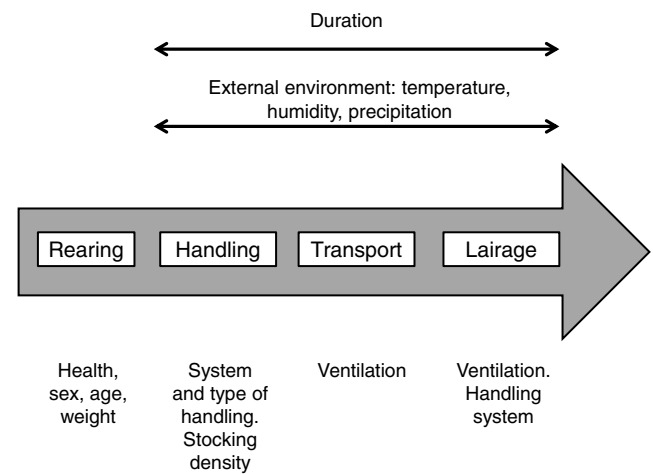 Duration
External environment: temperature,
humidity, precipitation
Rearing
Handling
Transport
Lairage
Health,
sex, age,
weight
System
and type of
handling.
Stocking
density
Ventilation
Ventilation.
Handling
system